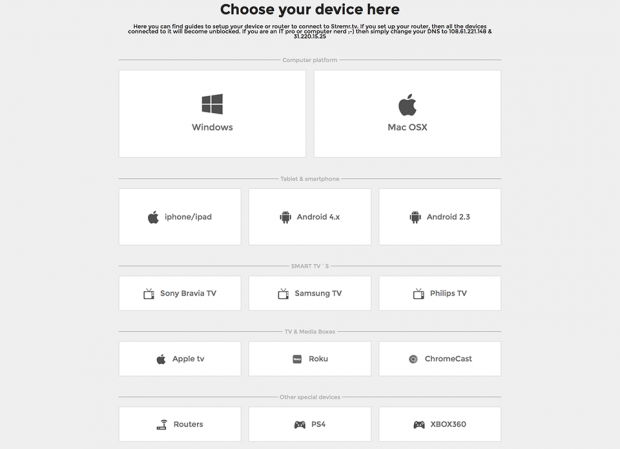 Choose your device here
Here you can find guides to setup your device or router to connect to Stremr.tv. If you set up your router, then all the devices
connected to it will become unblocked. if you are an IT pro or computer nerd ;-) then simply change your DNS to 108.61.221.148 &
31.220.15.25
Computer platform
Windows
Mac OSX
Tablet & smartphone
iphone/ipad
Android 4.x
Android 2.3
SMART TV`S
Sony Bravia TV
Samsung TV
Philips TV
TV & Media Boxes
Apple tv
Roku
ChromeCast
Other special devices
Routers
PS4
XBOX360